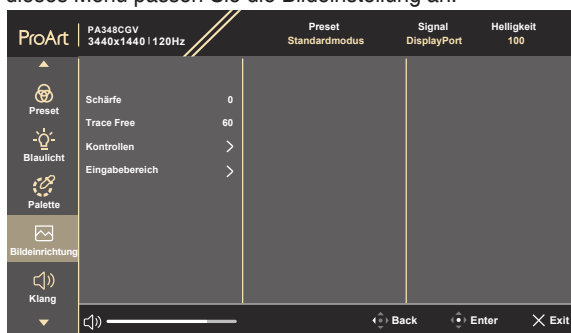 dieses Menü passen Sie die Bildeinstellung an.
ProArt
PA348CGV
3440x1440 | 120Hz
Preset
Standardmodus
Signal
DisplayPort
Helligkeit
100
Preset
Blaulicht
Palette
Bildeinrichtung
Klang
Schärfe 0
Trace Free 60
Kontrollen
Eingabebereich
Back
Enter
Exit